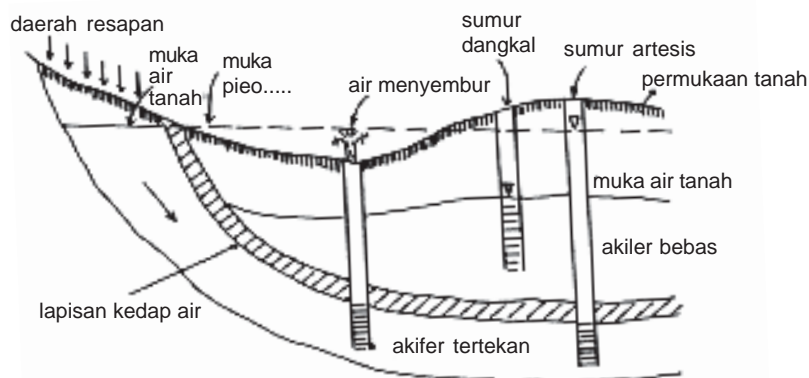 daerah resapan
muka
air
tanah
muka
pieo.....
air menyembur
sumur
dangkal
sumur artesis
permukaan tanah
muka air tanah
akiler bebas
lapisan kedap air
akifer tertekan